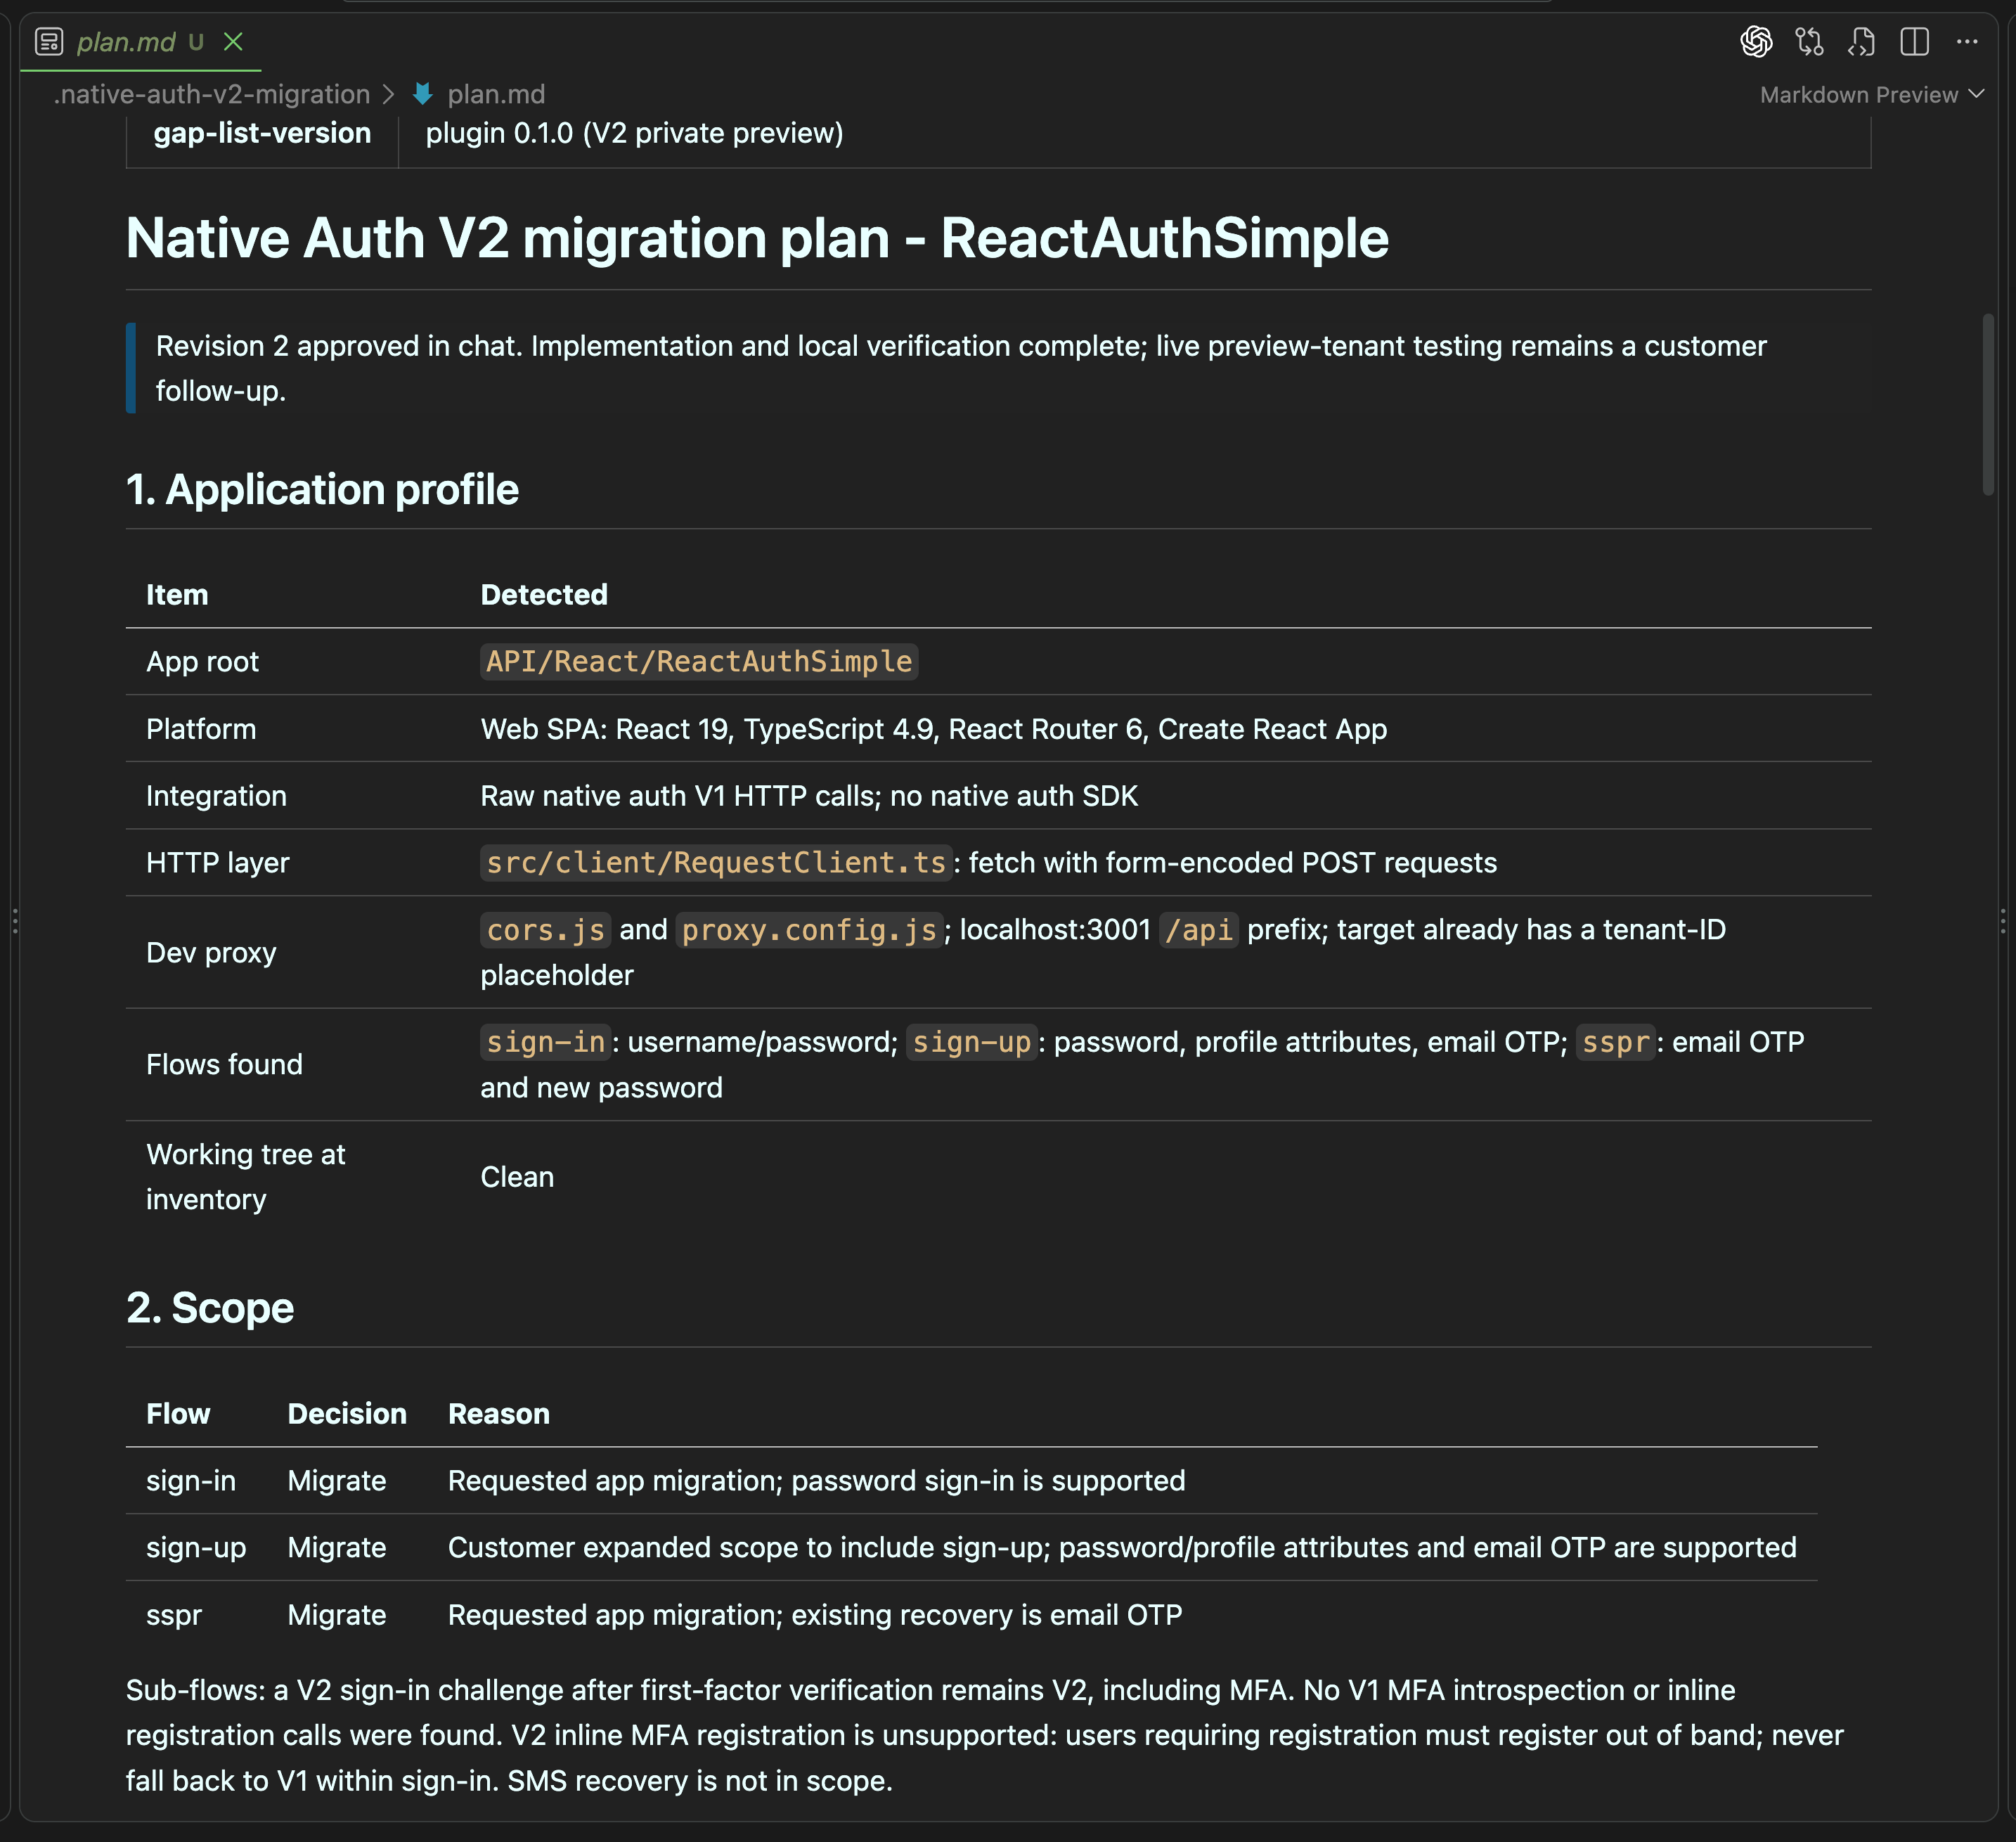 plan.md U
.native-auth-v2-migration > plan.md
Markdown Preview
gap-list-version plugin 0.1.0 (V2 private preview)
Native Auth V2 migration plan - ReactAuthSimple
Revision 2 approved in chat. Implementation and local verification complete; live preview-tenant testing remains a customer
follow-up.
1. Application profile
Item Detected
App root API/React/ReactAuthSimple
Platform Web SPA: React 19, TypeScript 4.9, React Router 6, Create React App
Integration Raw native auth V1 HTTP calls; no native auth SDK
HTTP layer src/client/RequestClient.ts: fetch with form-encoded POST requests
Dev proxy cors.js and proxy.config.js; localhost:3001 /api prefix; target already has a tenant-ID
placeholder
Flows found sign-in: username/password; sign-up: password, profile attributes, email OTP; sspr: email OTP
and new password
Working tree at
inventory
Clean
2. Scope
Flow Decision Reason
sign-in Migrate Requested app migration; password sign-in is supported
sign-up Migrate Customer expanded scope to include sign-up; password/profile attributes and email OTP are supported
sspr Migrate Requested app migration; existing recovery is email OTP
Sub-flows: a V2 sign-in challenge after first-factor verification remains V2, including MFA. No V1 MFA introspection or inline
registration calls were found. V2 inline MFA registration is unsupported: users requiring registration must register out of band; never
fall back to V1 within sign-in. SMS recovery is not in scope.